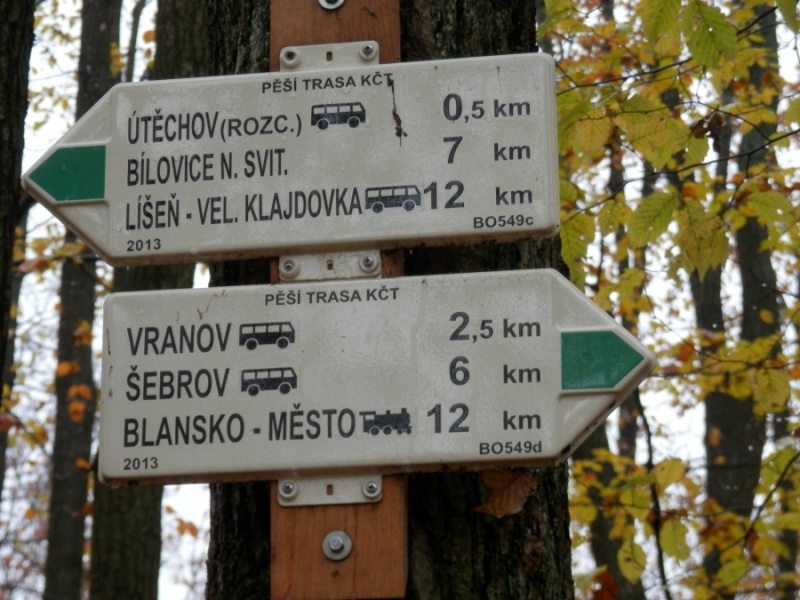 PĚŠÍ TRASA KČT
ÚTĚCHOV (ROZC.) 0,5 km
BÍLOVICE N. SVIT. 7 km
LÍŠEŇ - VEL. KLAJDOVKA 12 km
2013 BO549c
PĚŠÍ TRASA KČT
VRANOV 2,5 km
ŠEBROV 6 km
BLANSKO - MĚSTO 12 km
2013 BO549d